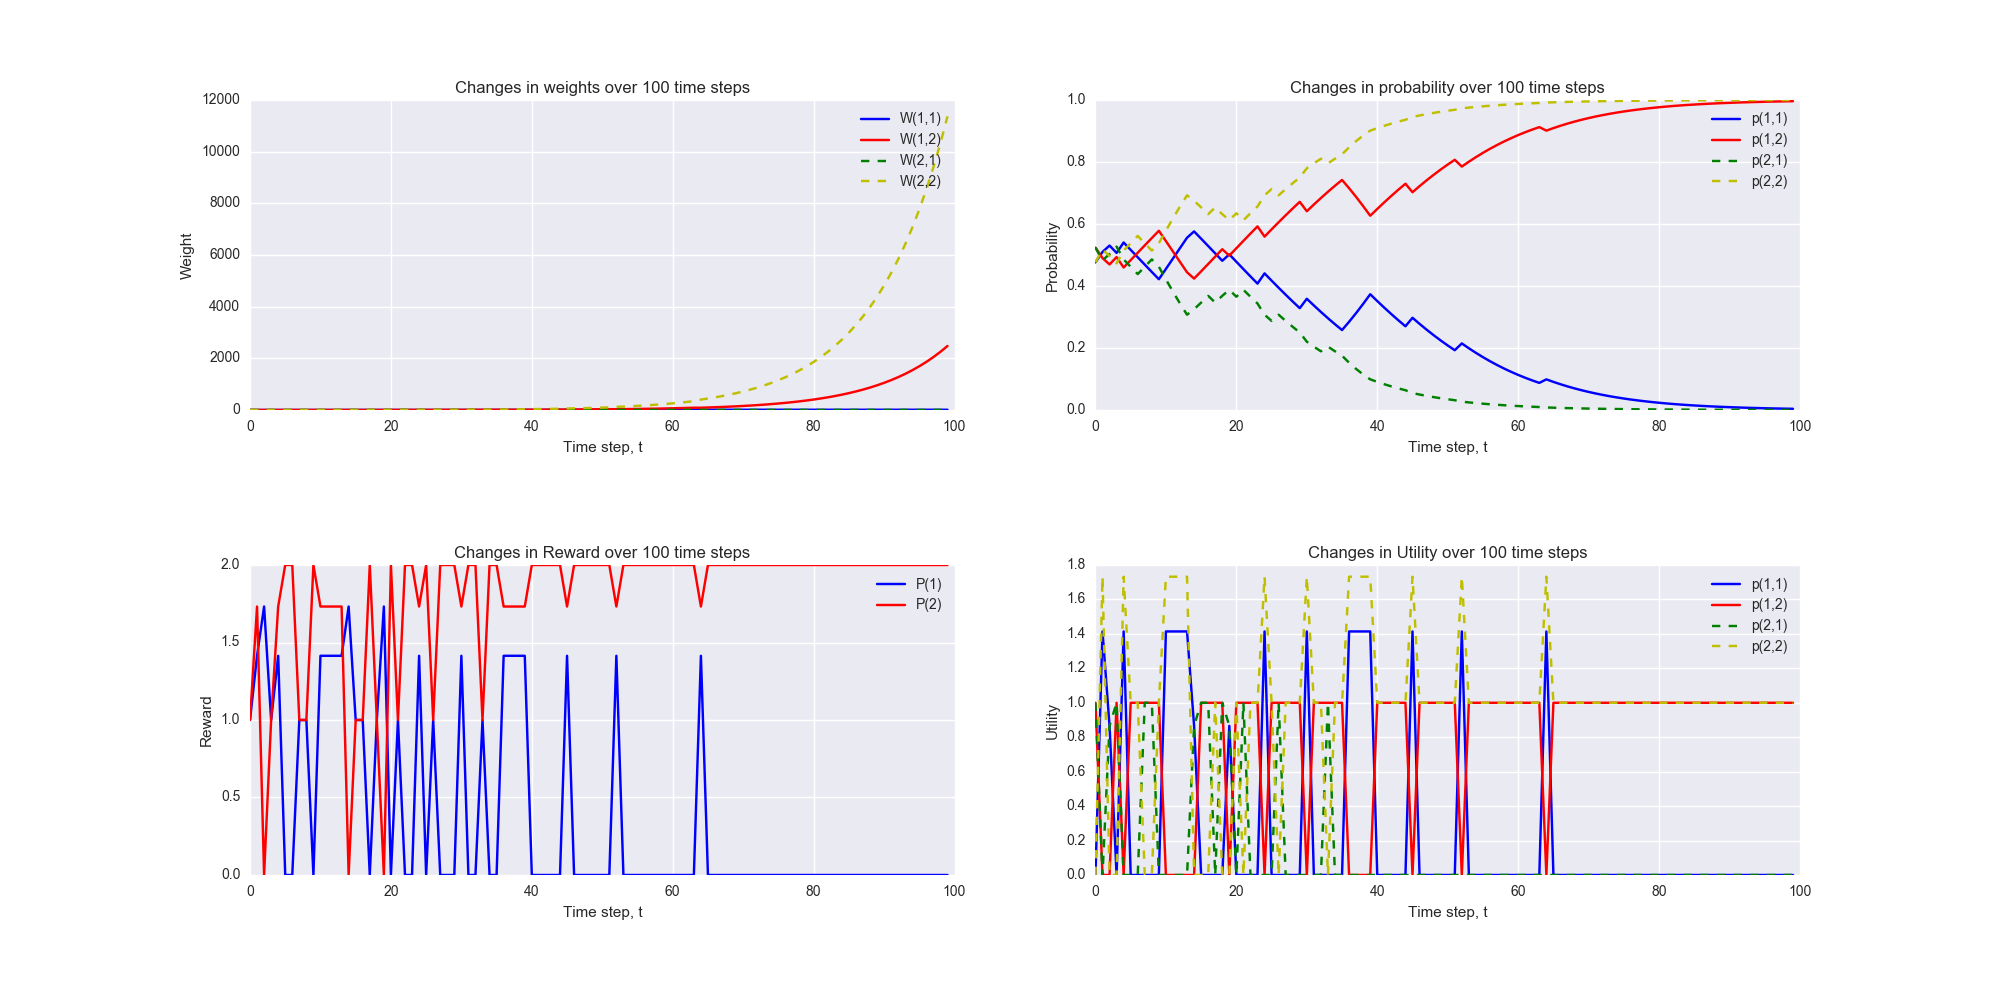 Changes in weights over 100 time steps
12000
10000
8000
6000
4000
2000
0
Weight
0 20 40 60 80 100
Time step, t
W(1,1)
W(1,2)
W(2,1)
W(2,2)
Changes in probability over 100 time steps
1.0
0.8
0.6
0.4
0.2
0.0
Probability
0 20 40 60 80 100
Time step, t
p(1,1)
p(1,2)
p(2,1)
p(2,2)
Changes in Reward over 100 time steps
2.0
1.5
1.0
0.5
0.0
Reward
0 20 40 60 80 100
Time step, t
P(1)
P(2)
Changes in Utility over 100 time steps
1.8
1.6
1.4
1.2
1.0
0.8
0.6
0.4
0.2
0.0
Utility
0 20 40 60 80 100
Time step, t
p(1,1)
p(1,2)
p(2,1)
p(2,2)